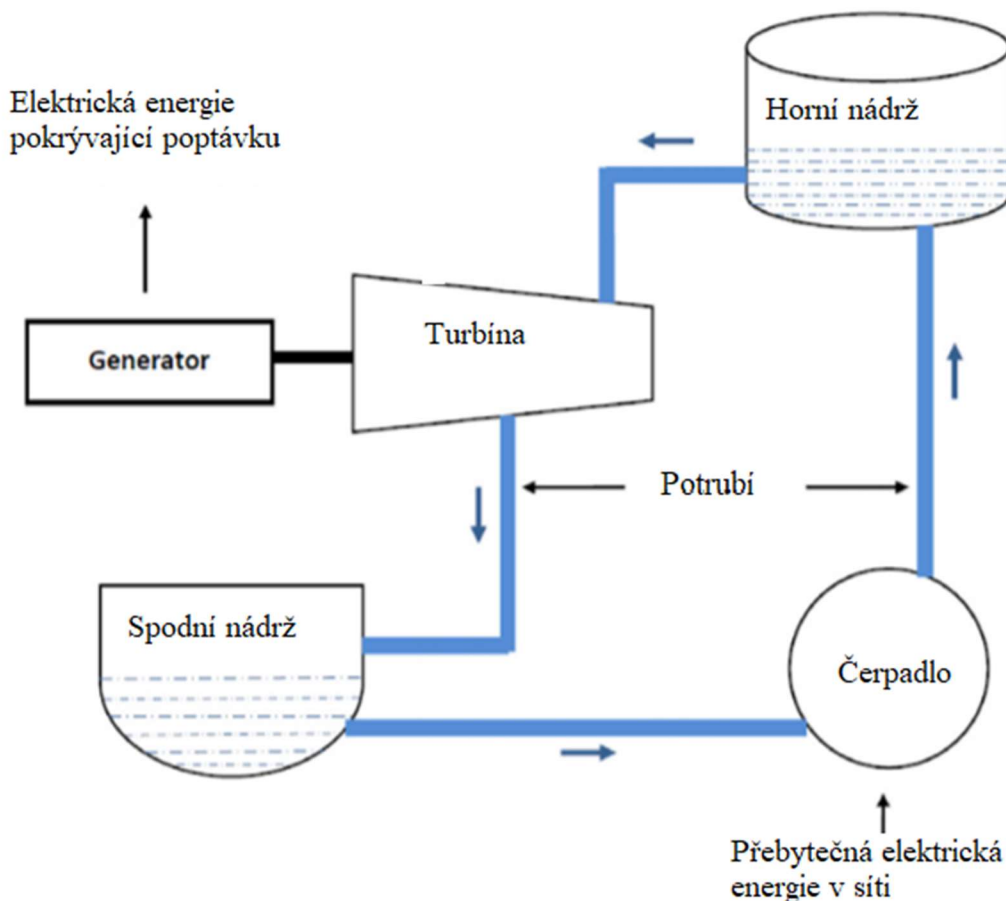 Elektrická energie
pokrývající poptávku
Horní nádrž
Turbína
Generator
Potrubí
Spodní nádrž
Čerpadlo
Přebytečná elektrická
energie v síti